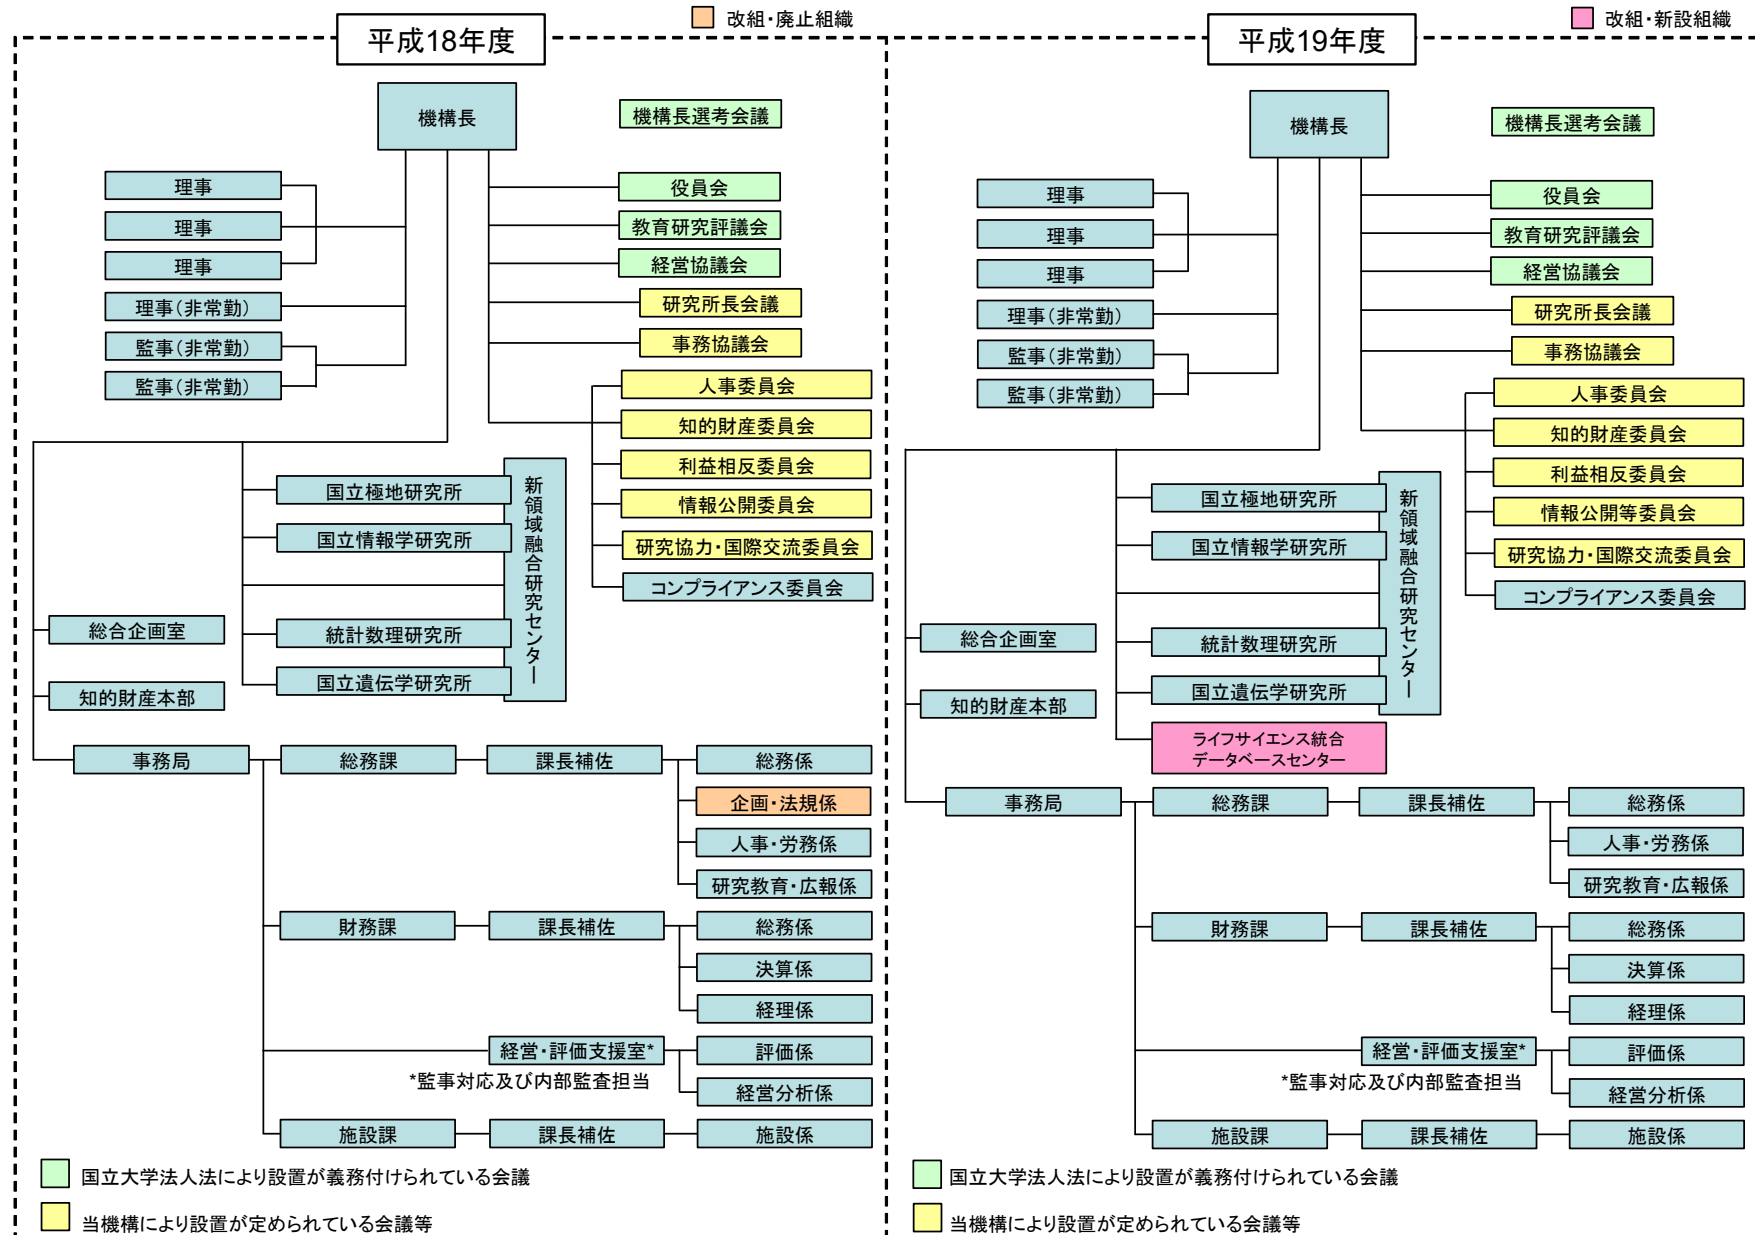 改組・廃止組織
平成18年度
機構長
機構長選考会議
理事
役員会
理事
教育研究評議会
理事
経営協議会
理事(非常勤)
研究所長会議
監事(非常勤)
事務協議会
監事(非常勤)
人事委員会
知的財産委員会
利益相反委員会
情報公開委員会
研究協力・国際交流委員会
コンプライアンス委員会
国立極地研究所
国立情報学研究所
統計数理研究所
国立遺伝学研究所
新領域融合研究センター
総合企画室
知的財産本部
事務局
総務課
課長補佐
総務係
企画・法規係
人事・労務係
研究教育・広報係
財務課
課長補佐
総務係
決算係
経理係
経営・評価支援室*
評価係
*監事対応及び内部監査担当
経営分析係
施設課
課長補佐
施設係
国立大学法人法により設置が義務付けられている会議
当機構により設置が定められている会議等
改組・新設組織
平成19年度
機構長
機構長選考会議
理事
役員会
理事
教育研究評議会
理事
経営協議会
理事(非常勤)
研究所長会議
監事(非常勤)
事務協議会
監事(非常勤)
人事委員会
知的財産委員会
利益相反委員会
情報公開等委員会
研究協力・国際交流委員会
コンプライアンス委員会
国立極地研究所
国立情報学研究所
統計数理研究所
国立遺伝学研究所
新領域融合研究センター
ライフサイエンス統合
データベースセンター
総合企画室
知的財産本部
事務局
総務課
課長補佐
総務係
人事・労務係
研究教育・広報係
財務課
課長補佐
総務係
決算係
経理係
経営・評価支援室*
評価係
*監事対応及び内部監査担当
経営分析係
施設課
課長補佐
施設係
国立大学法人法により設置が義務付けられている会議
当機構により設置が定められている会議等